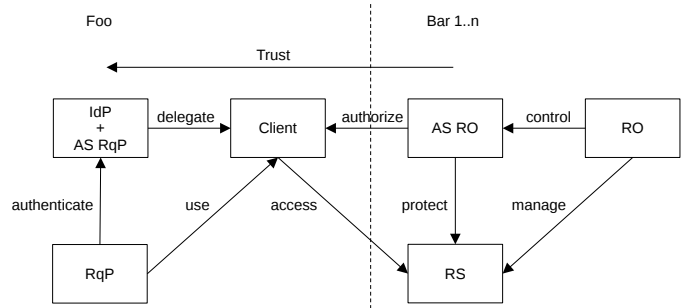 Foo
Bar 1..n
Trust
IdP
+
AS RqP
delegate
Client
authorize
AS RO
control
RO
authenticate
use
access
protect
manage
RqP
RS